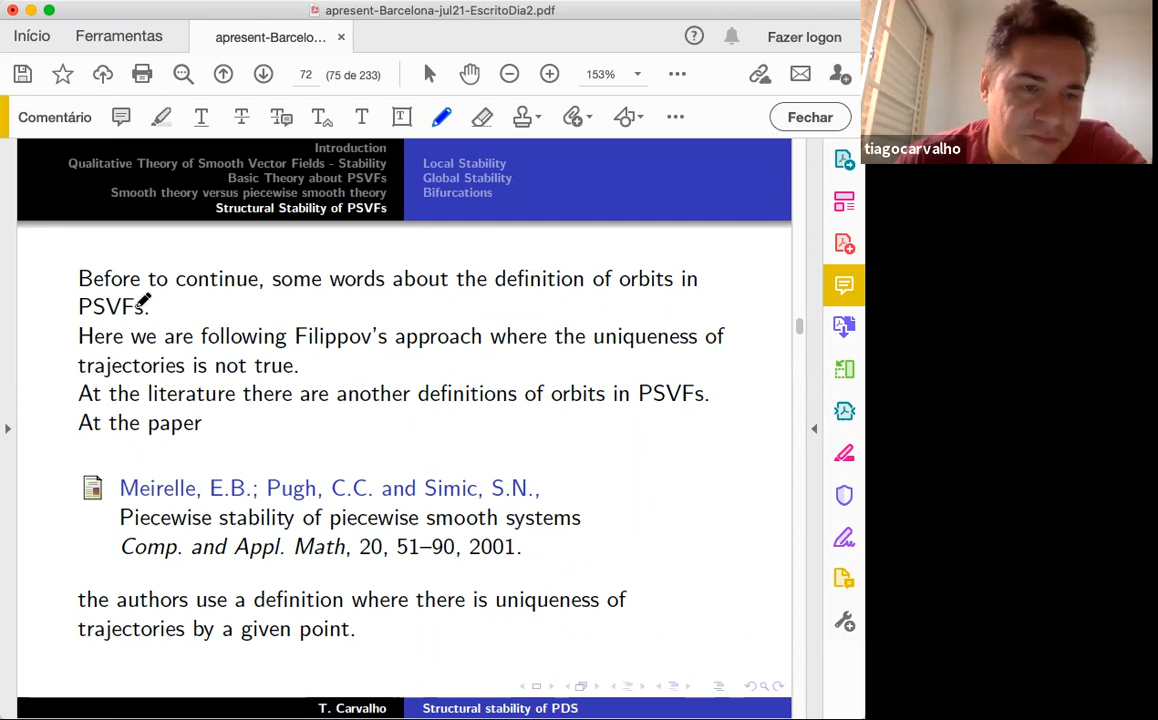 apresent-Barcelona-jul21-EscritoDia2.pdf
Início
Ferramentas
apresent-Barcelo...
Fazer logon
72
(75 de 233)
153%
Comentário
Fechar
tiagocarvalho
Introduction
Qualitative Theory of Smooth Vector Fields - Stability
Basic Theory about PSVFs
Smooth theory versus piecewise smooth theory
Structural Stability of PSVFs
Local Stability
Global Stability
Bifurcations
Before to continue, some words about the definition of orbits in
PSVFs.
Here we are following Filippov's approach where the uniqueness of
trajectories is not true.
At the literature there are another definitions of orbits in PSVFs.
At the paper
Meirelle, E.B.; Pugh, C.C. and Simic, S.N.,
Piecewise stability of piecewise smooth systems
Comp. and Appl. Math, 20, 51–90, 2001.
the authors use a definition where there is uniqueness of
trajectories by a given point.
T. Carvalho
Structural stability of PDS